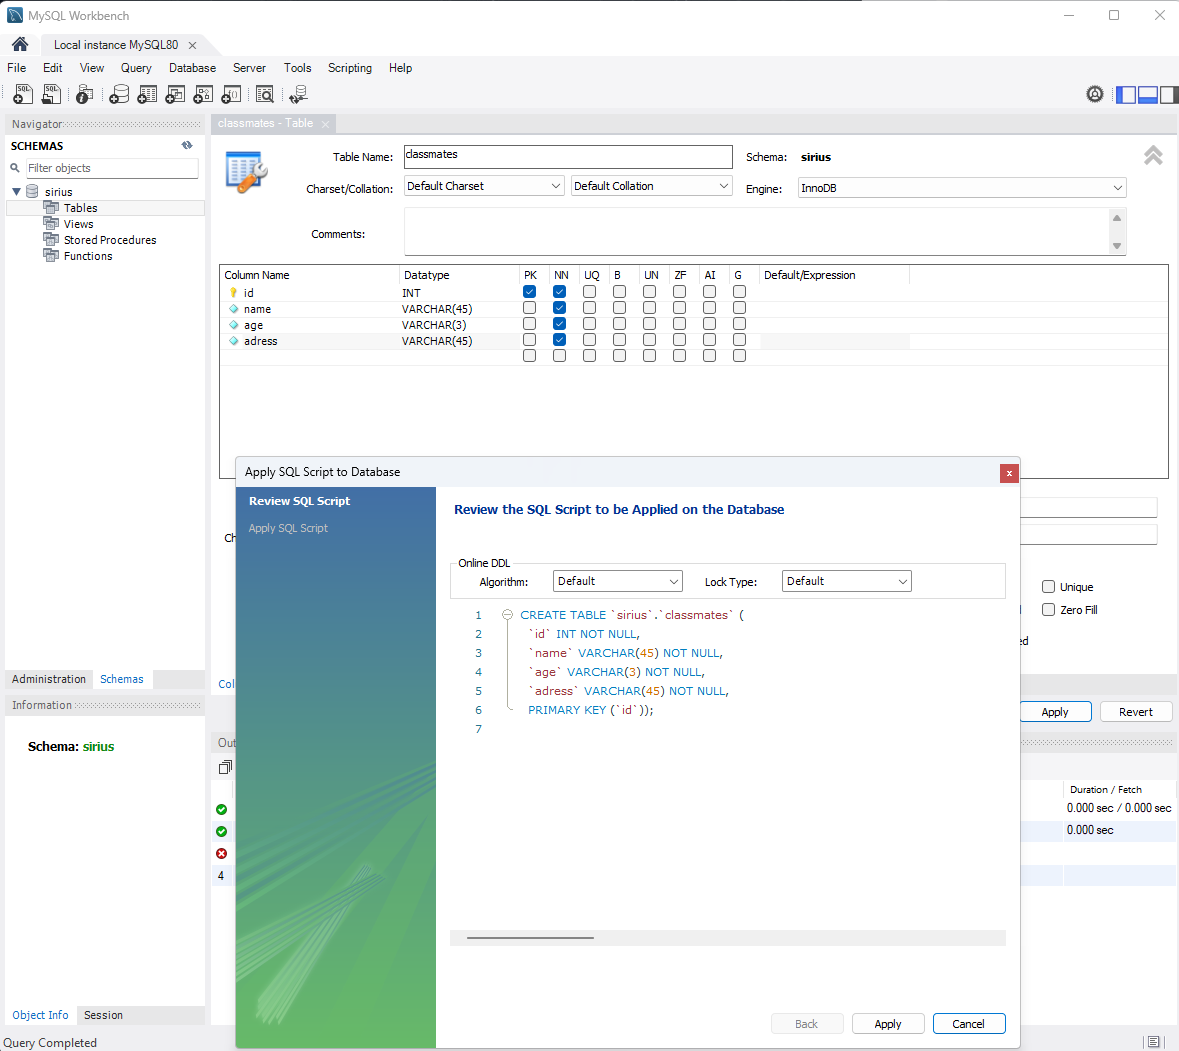 MySQL Workbench
Local instance MySQL80
File Edit View Query Database Server Tools Scripting Help
Navigator
SCHEMAS
Filter objects
sirius
Tables
Views
Stored Procedures
Functions
Administration Schemas
Information
Schema: sirius
Object Info Session
Query Completed
classmates - Table
Table Name: classmates Schema: sirius
Charset/Collation: Default Charset Default Collation Engine: InnoDB
Comments:
Column Name Datatype PK NN UQ B UN ZF AI G Default/Expression
id INT
name VARCHAR(45)
age VARCHAR(3)
adress VARCHAR(45)
Ch
Unique
Zero Fill
ed
Col
Apply Revert
Out
Duration / Fetch
0.000 sec / 0.000 sec
0.000 sec
4
Apply SQL Script to Database
Review SQL Script
Apply SQL Script
Review the SQL Script to be Applied on the Database
Online DDL
Algorithm: Default Lock Type: Default
1 CREATE TABLE `sirius`.`classmates` (
2 `id` INT NOT NULL,
3 `name` VARCHAR(45) NOT NULL,
4 `age` VARCHAR(3) NOT NULL,
5 `adress` VARCHAR(45) NOT NULL,
6 PRIMARY KEY (`id`));
7
Back Apply Cancel